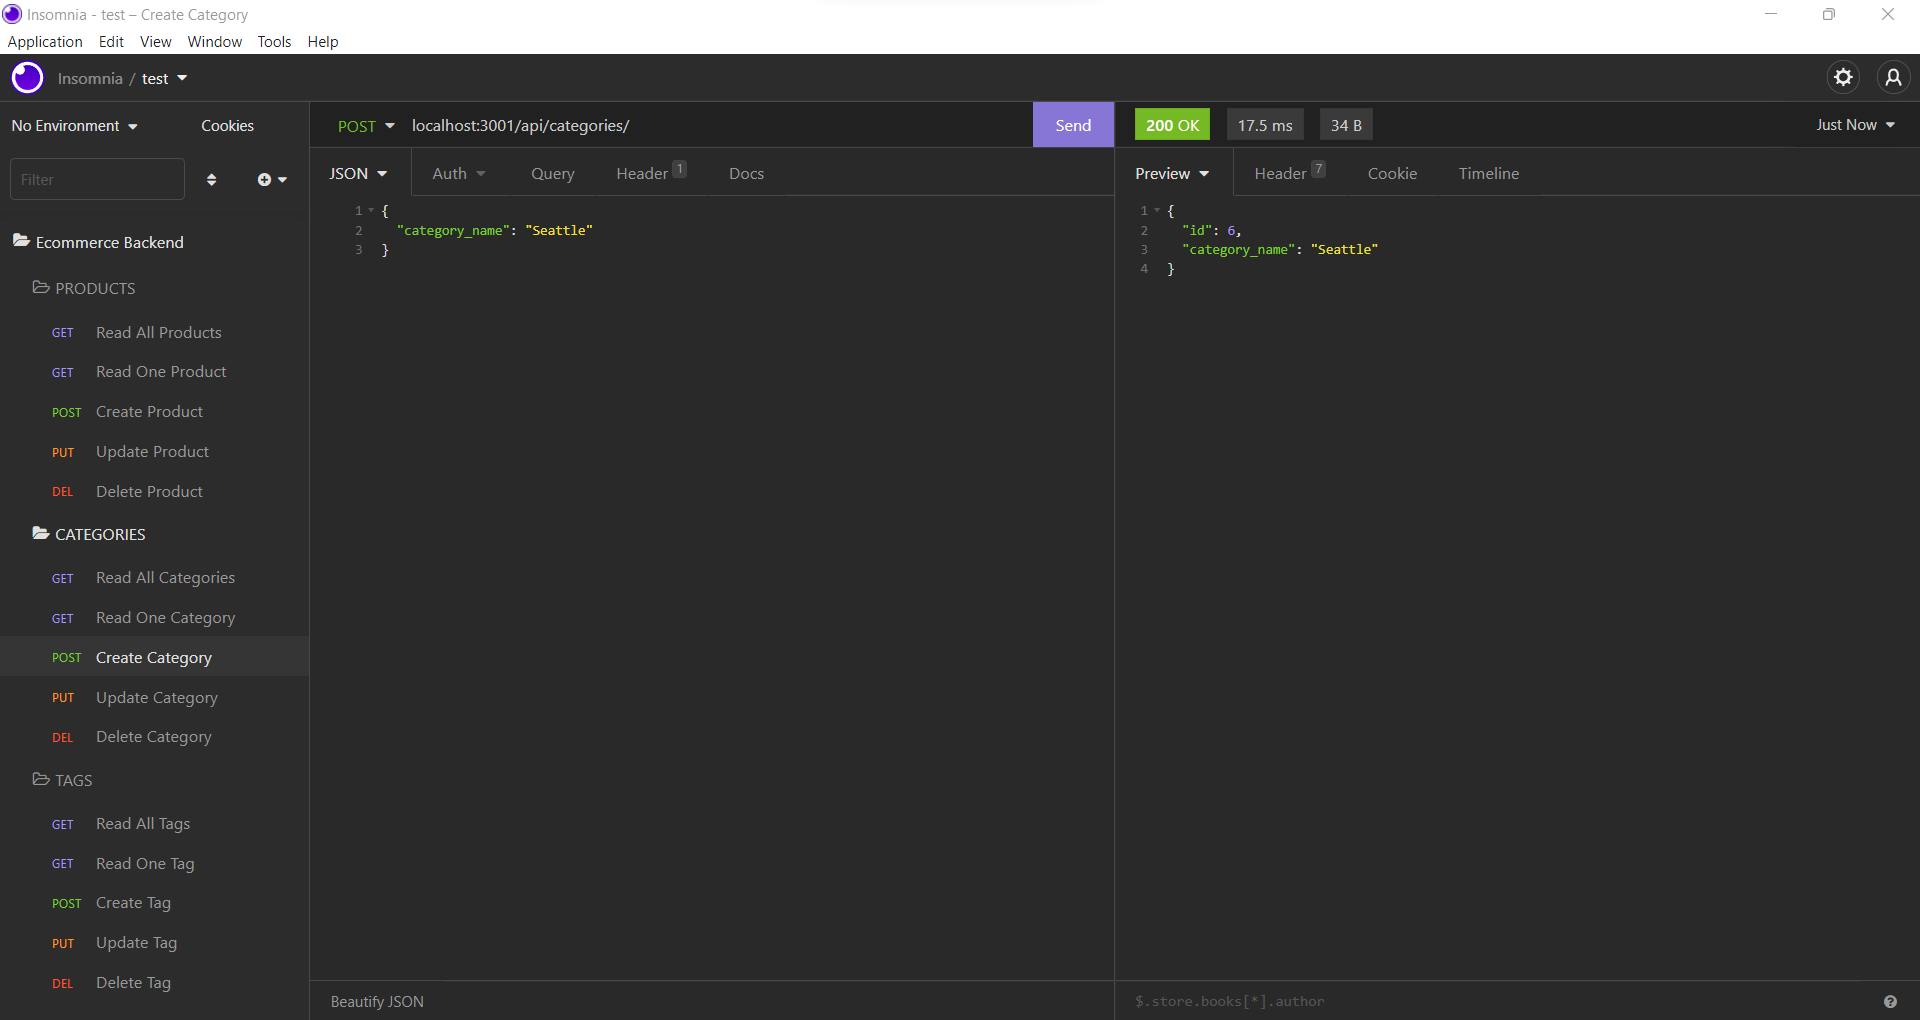 Insomnia - test – Create Category
Application Edit View Window Tools Help
Insomnia / test
No Environment Cookies
Filter
Ecommerce Backend
PRODUCTS
GET Read All Products
GET Read One Product
POST Create Product
PUT Update Product
DEL Delete Product
CATEGORIES
GET Read All Categories
GET Read One Category
POST Create Category
PUT Update Category
DEL Delete Category
TAGS
GET Read All Tags
GET Read One Tag
POST Create Tag
PUT Update Tag
DEL Delete Tag
POST localhost:3001/api/categories/ Send
JSON Auth Query Header 1 Docs
1 {
2 "category_name": "Seattle"
3 }
Beautify JSON
200 OK 17.5 ms 34 B Just Now
Preview Header 7 Cookie Timeline
1 {
2 "id": 6,
3 "category_name": "Seattle"
4 }
$.store.books[*].author